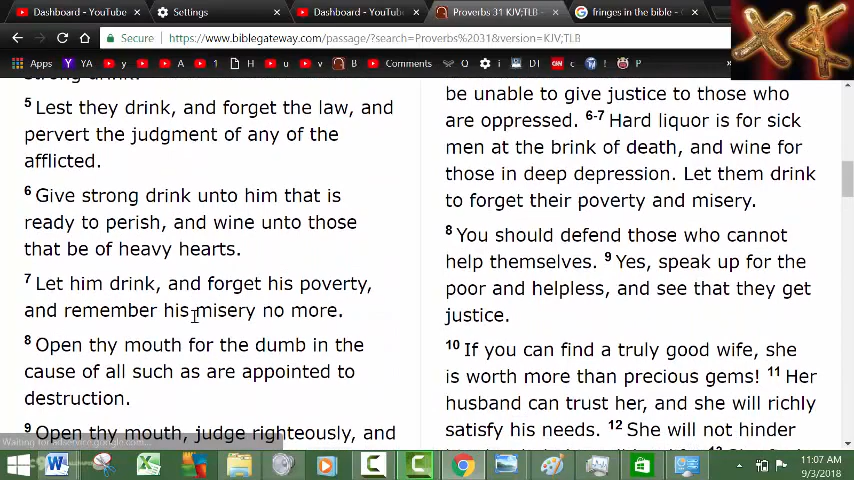 Dashboard - YouTube
Settings
Dashboard - YouTube
Proverbs 31 KJV;TLB -
fringes in the bible -
Secure
https://www.biblegateway.com/passage/?search=Proverbs%2031&version=KJV;TLB
Apps YA y A 1 H u v B Comments Q i D1 I P
strong drink.
5 Lest they drink, and forget the law, and
pervert the judgment of any of the
afflicted.
6 Give strong drink unto him that is
ready to perish, and wine unto those
that be of heavy hearts.
7 Let him drink, and forget his poverty,
and remember his misery no more.
8 Open thy mouth for the dumb in the
cause of all such as are appointed to
destruction.
9 Open thy mouth, judge righteously, and
be unable to give justice to those who
are oppressed. 6-7 Hard liquor is for sick
men at the brink of death, and wine for
those in deep depression. Let them drink
to forget their poverty and misery.
8 You should defend those who cannot
help themselves. 9 Yes, speak up for the
poor and helpless, and see that they get
justice.
10 If you can find a truly good wife, she
is worth more than precious gems! 11 Her
husband can trust her, and she will richly
satisfy his needs. 12 She will not hinder
Waiting for adservice.google.com...
11:07 AM
9/3/2018